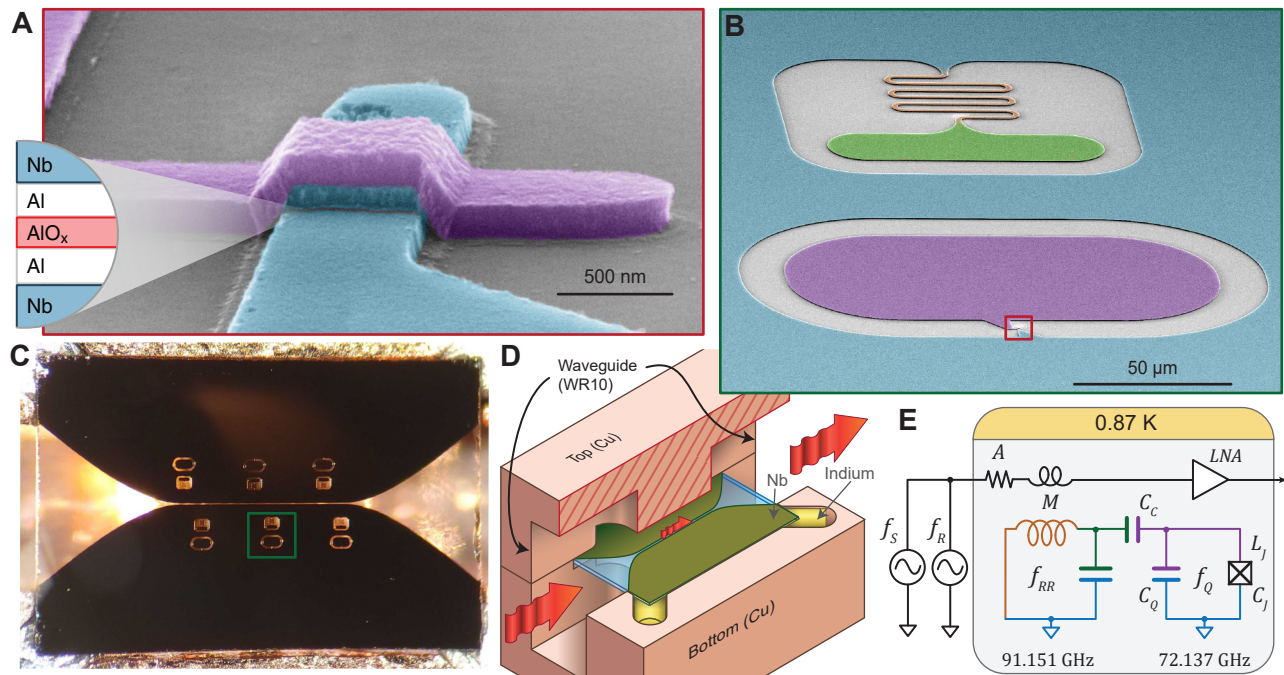 A
Nb
Al
AlOx
Al
Nb
500 nm
B
50 µm
C
D
Waveguide
(WR10)
Top (Cu)
Nb
Indium
Bottom (Cu)
E
0.87 K
A
LNA
M
CC
fS
fR
fRR
CQ
fQ
LJ
CJ
91.151 GHz
72.137 GHz